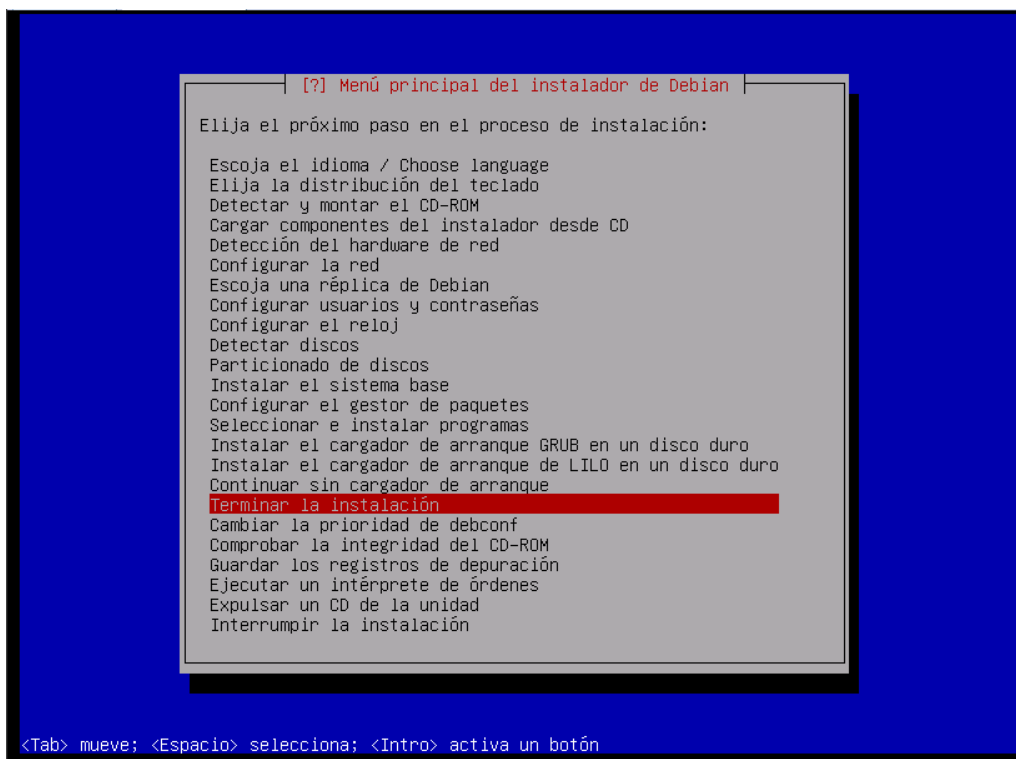 [?] Menú principal del instalador de Debian
Elija el próximo paso en el proceso de instalación:
Escoja el idioma / Choose language
Elija la distribución del teclado
Detectar y montar el CD-ROM
Cargar componentes del instalador desde CD
Detección del hardware de red
Configurar la red
Escoja una réplica de Debian
Configurar usuarios y contraseñas
Configurar el reloj
Detectar discos
Particionado de discos
Instalar el sistema base
Configurar el gestor de paquetes
Seleccionar e instalar programas
Instalar el cargador de arranque GRUB en un disco duro
Instalar el cargador de arranque de LILO en un disco duro
Continuar sin cargador de arranque
Terminar la instalación
Cambiar la prioridad de debconf
Comprobar la integridad del CD-ROM
Guardar los registros de depuración
Ejecutar un intérprete de órdenes
Expulsar un CD de la unidad
Interrumpir la instalación
<Tab> mueve; <Espacio> selecciona; <Intro> activa un botón